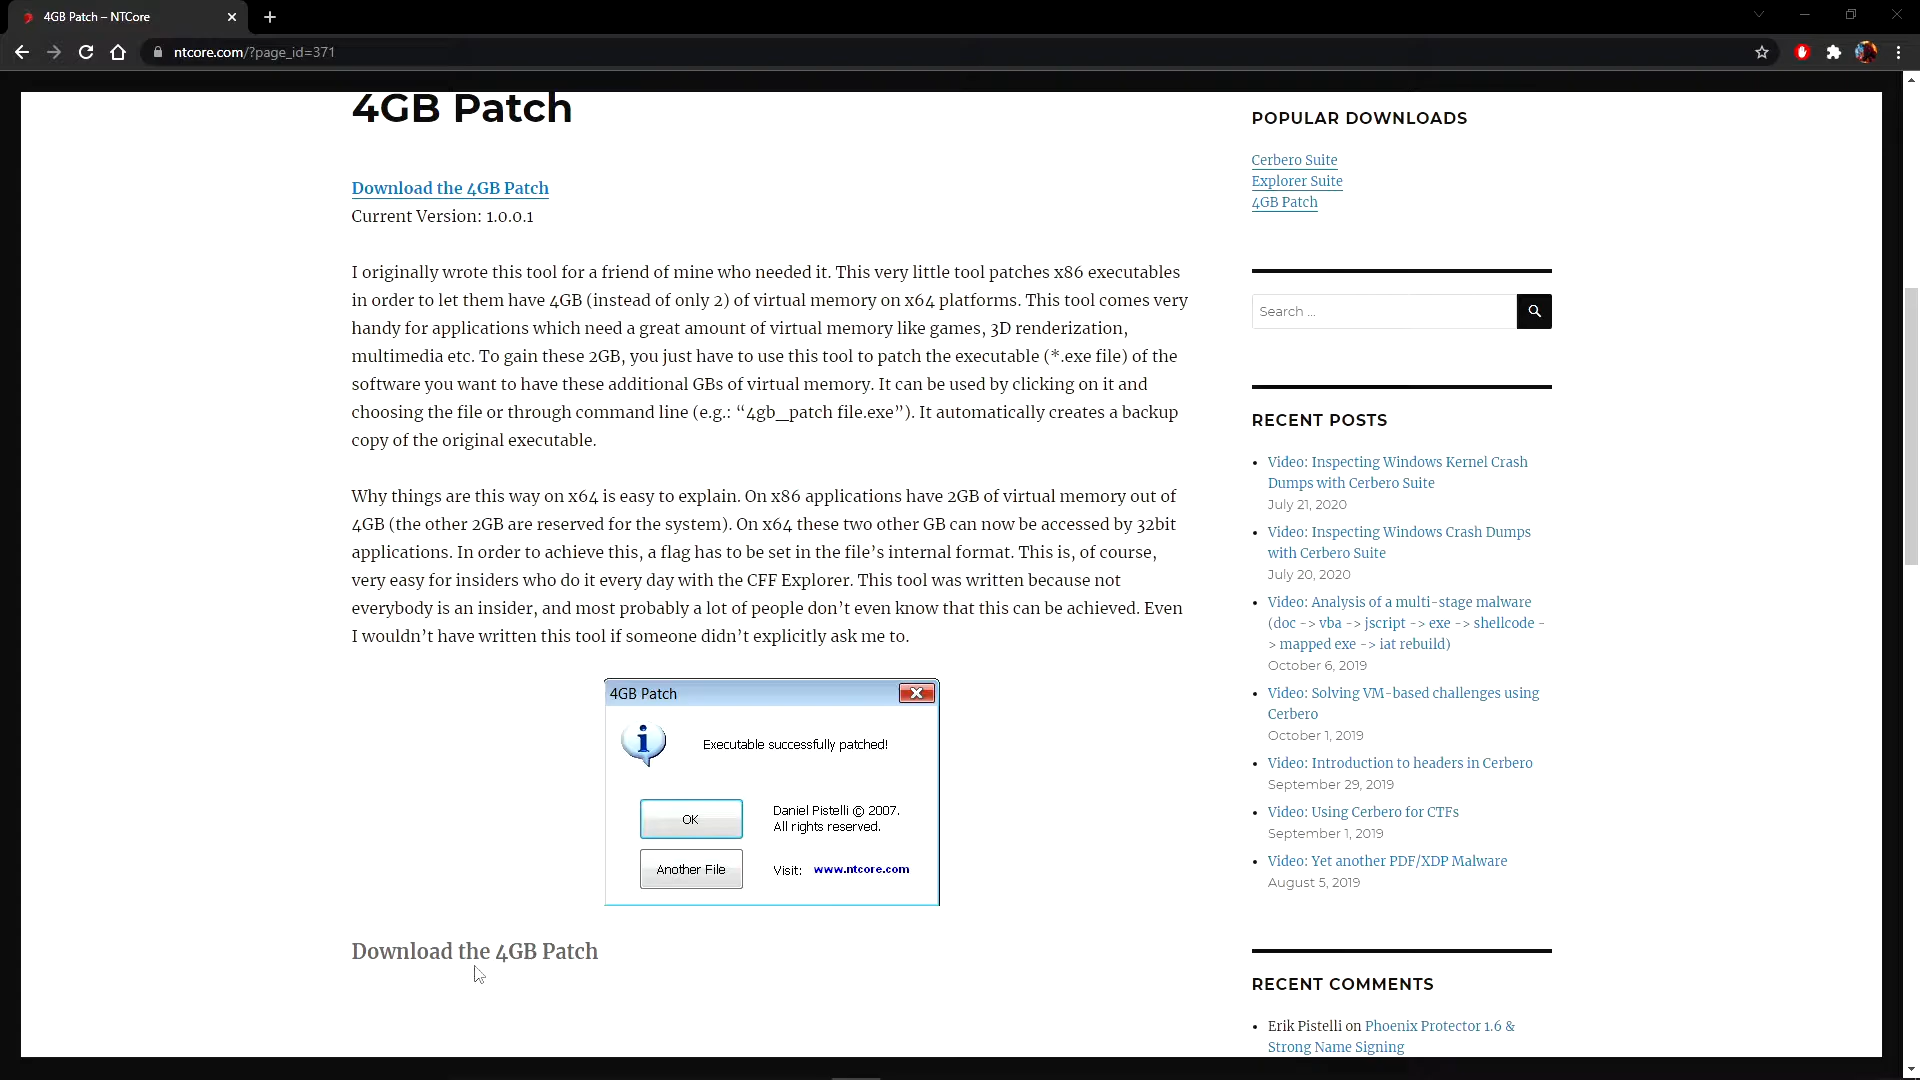 4GB Patch – NTCore
ntcore.com/?page_id=371
4GB Patch
Download the 4GB Patch
Current Version: 1.0.0.1
I originally wrote this tool for a friend of mine who needed it. This very little tool patches x86 executables
in order to let them have 4GB (instead of only 2) of virtual memory on x64 platforms. This tool comes very
handy for applications which need a great amount of virtual memory like games, 3D renderization,
multimedia etc. To gain these 2GB, you just have to use this tool to patch the executable (*.exe file) of the
software you want to have these additional GBs of virtual memory. It can be used by clicking on it and
choosing the file or through command line (e.g.: “4gb_patch file.exe”). It automatically creates a backup
copy of the original executable.
Why things are this way on x64 is easy to explain. On x86 applications have 2GB of virtual memory out of
4GB (the other 2GB are reserved for the system). On x64 these two other GB can now be accessed by 32bit
applications. In order to achieve this, a flag has to be set in the file’s internal format. This is, of course,
very easy for insiders who do it every day with the CFF Explorer. This tool was written because not
everybody is an insider, and most probably a lot of people don’t even know that this can be achieved. Even
I wouldn’t have written this tool if someone didn’t explicitly ask me to.
4GB Patch
Executable successfully patched!
OK
Daniel Pistelli © 2007.
All rights reserved.
Another File
Visit: www.ntcore.com
Download the 4GB Patch
POPULAR DOWNLOADS
Cerbero Suite
Explorer Suite
4GB Patch
Search ...
RECENT POSTS
Video: Inspecting Windows Kernel Crash
Dumps with Cerbero Suite
July 21, 2020
Video: Inspecting Windows Crash Dumps
with Cerbero Suite
July 20, 2020
Video: Analysis of a multi-stage malware
(doc -> vba -> jscript -> exe -> shellcode -
> mapped exe -> iat rebuild)
October 6, 2019
Video: Solving VM-based challenges using
Cerbero
October 1, 2019
Video: Introduction to headers in Cerbero
September 29, 2019
Video: Using Cerbero for CTFs
September 1, 2019
Video: Yet another PDF/XDP Malware
August 5, 2019
RECENT COMMENTS
Erik Pistelli on Phoenix Protector 1.6 &
Strong Name Signing